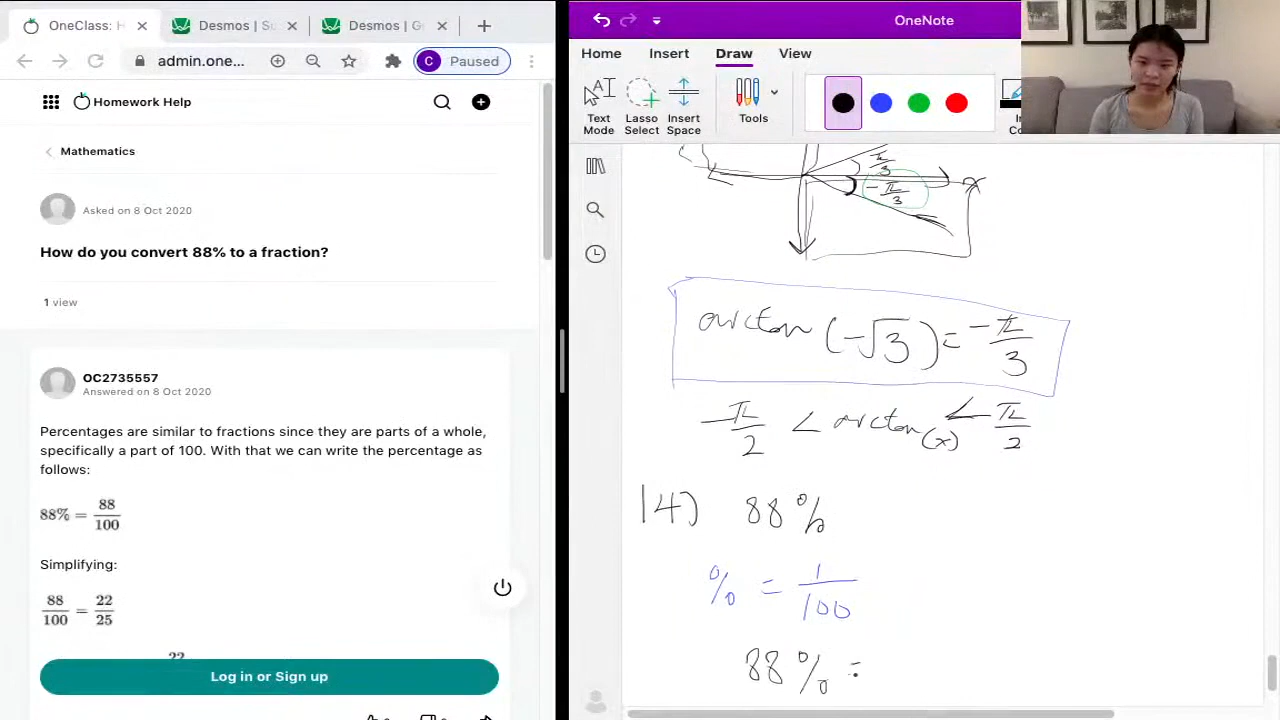 OneClass: H
Desmos | S
Desmos | G
OneNote
admin.one...
C Paused
Home Insert Draw View
Homework Help
Text Mode
Lasso Select
Insert Space
Tools
Mathematics
Asked on 8 Oct 2020
How do you convert 88% to a fraction?
1 view
OC2735557
Answered on 8 Oct 2020
Percentages are similar to fractions since they are parts of a whole,
specifically a part of 100. With that we can write the percentage as
follows:
88% = 88/100
Simplifying:
88/100 = 22/25
22
Log in or Sign up
π/3
-π/3
x
arctan (-√3) = -π/3
-π/2 < arctan(x) < π/2
14) 88%
% = 1/100
88% =